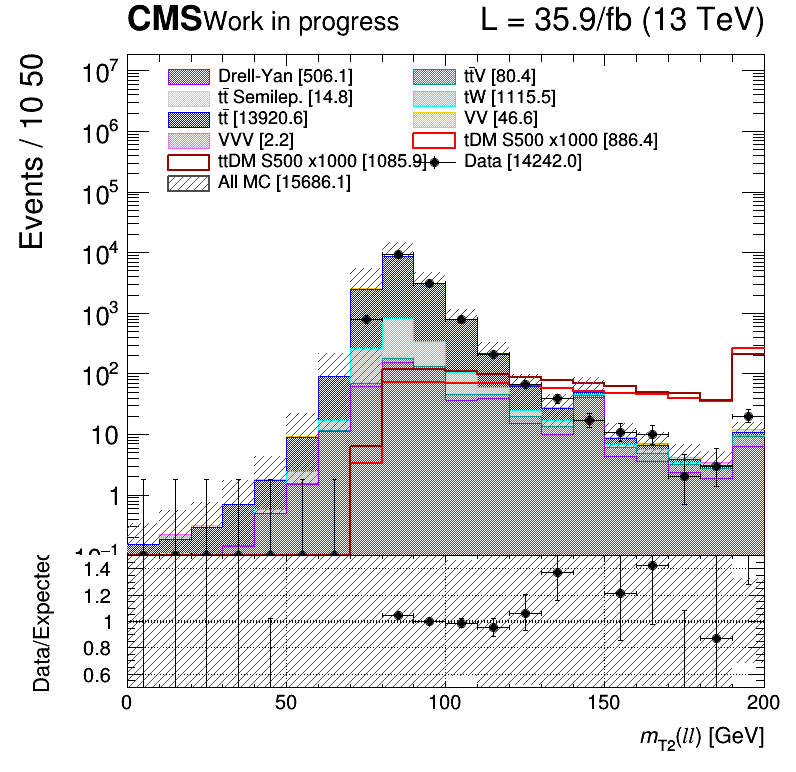 CMS Work in progress L = 35.9/fb (13 TeV)
Events / 10 50
10⁷
10⁶
10⁵
10⁴
10³
10²
10
1
10⁻¹
Drell-Yan [506.1]
tt̄V [80.4]
tt̄ Semilep. [14.8]
tW [1115.5]
tt̄ [13920.6]
VV [46.6]
VVV [2.2]
tDM S500 x1000 [886.4]
ttDM S500 x1000 [1085.9]
Data [14242.0]
All MC [15686.1]
Data/Expected
1.4
1.2
1
0.8
0.6
0 50 100 150 200
m_T2(ll) [GeV]